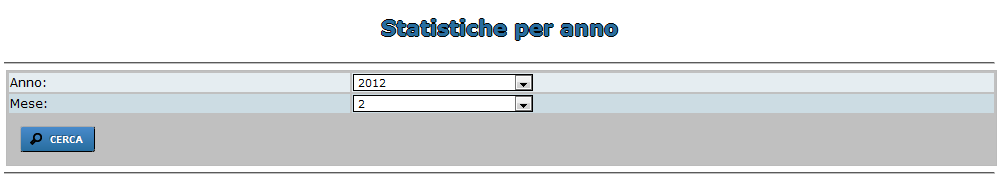 Statistiche per anno
Anno: 2012
Mese: 2
CERCA